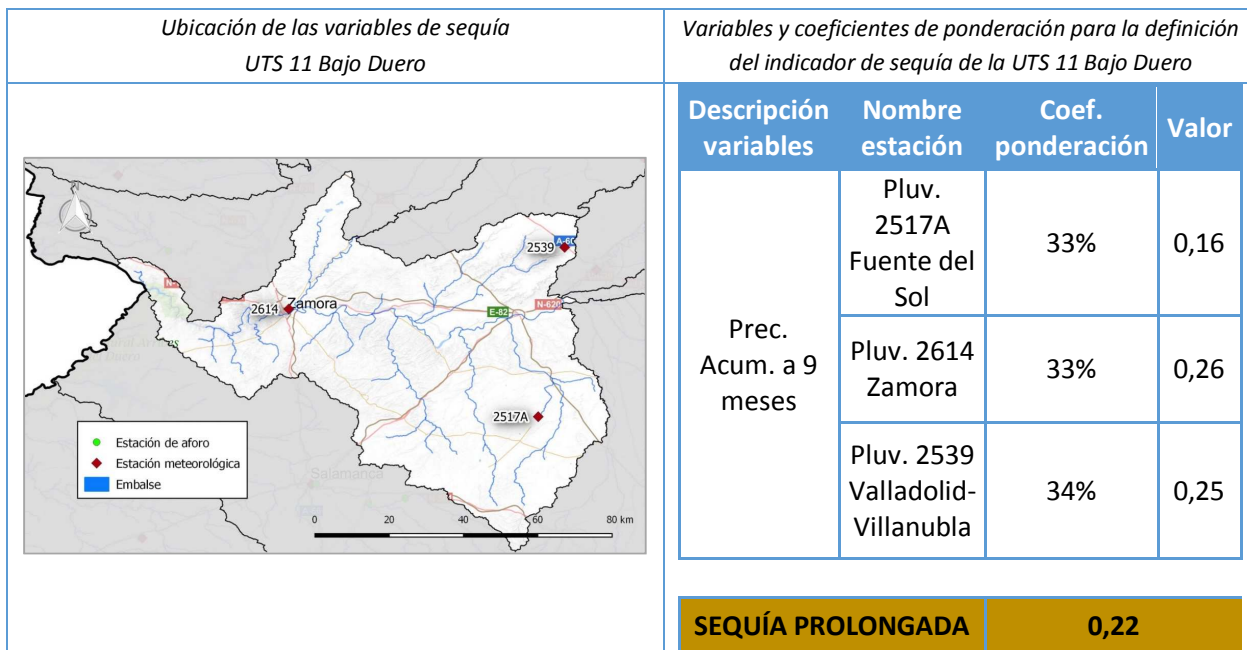 Ubicación de las variables de sequía
UTS 11 Bajo Duero
Variables y coeficientes de ponderación para la definición
del indicador de sequía de la UTS 11 Bajo Duero
N
2539
A-60
2614
Zamora
E-82
N-620
2517A
Salamanca
Estación de aforo
Estación meteorológica
Embalse
0 20 40 60 80 km
Descripción
variables
Nombre
estación
Coef.
ponderación
Valor
Prec.
Acum. a 9
meses
Pluv.
2517A
Fuente del
Sol
33%
0,16
Pluv. 2614
Zamora
33%
0,26
Pluv. 2539
Valladolid-
Villanubla
34%
0,25
SEQUÍA PROLONGADA 0,22